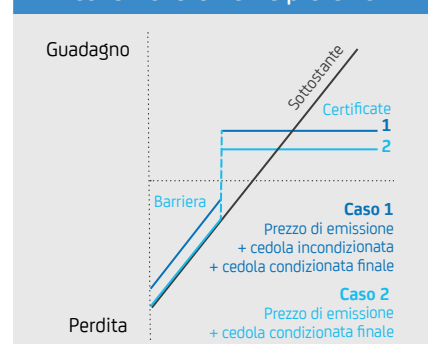 Guadagno
Sottostante
Certificate
1
2
Barriera
Caso 1
Prezzo di emissione
+ cedola incondizionata
+ cedola condizionata finale
Caso 2
Prezzo di emissione
+ cedola condizionata finale
Perdita